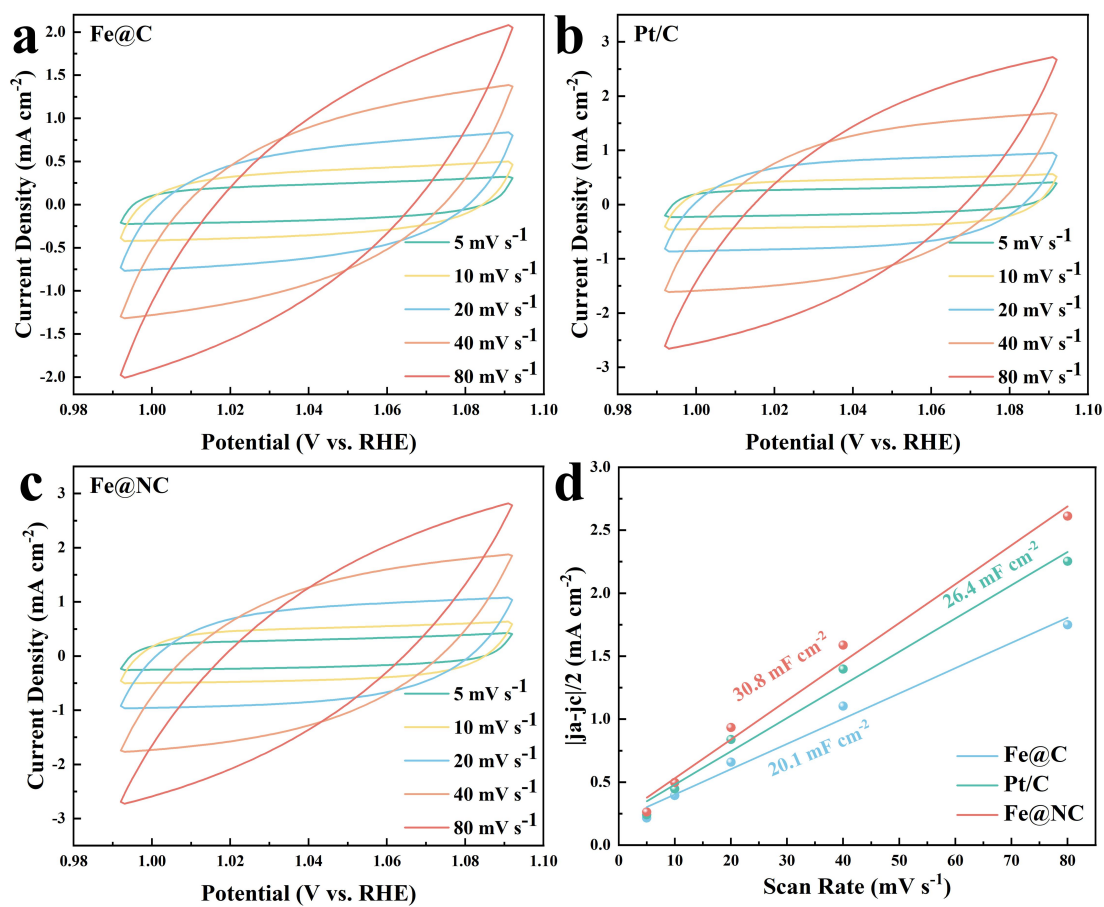 a
Fe@C
Current Density (mA cm-2)
2.0
1.5
1.0
0.5
0.0
-0.5
-1.0
-1.5
-2.0
5 mV s-1
10 mV s-1
20 mV s-1
40 mV s-1
80 mV s-1
0.98
1.00
1.02
1.04
1.06
1.08
1.10
Potential (V vs. RHE)
b
Pt/C
Current Density (mA cm-2)
3
2
1
0
-1
-2
-3
5 mV s-1
10 mV s-1
20 mV s-1
40 mV s-1
80 mV s-1
0.98
1.00
1.02
1.04
1.06
1.08
1.10
Potential (V vs. RHE)
c
Fe@NC
Current Density (mA cm-2)
3
2
1
0
-1
-2
-3
5 mV s-1
10 mV s-1
20 mV s-1
40 mV s-1
80 mV s-1
0.98
1.00
1.02
1.04
1.06
1.08
1.10
Potential (V vs. RHE)
d
|ja-jc|/2 (mA cm-2)
3.0
2.5
2.0
1.5
1.0
0.5
0.0
26.4 mF cm-2
30.8 mF cm-2
20.1 mF cm-2
Fe@C
Pt/C
Fe@NC
0
10
20
30
40
50
60
70
80
Scan Rate (mV s-1)